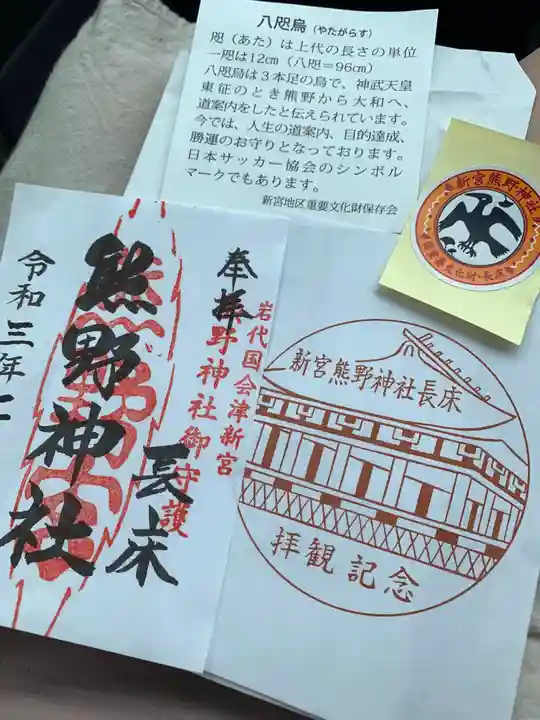 八咫烏（やたがらす）
咫（あた）は上代の長さの単位
一咫は12㎝（八咫＝96㎝）
八咫烏は３本足の烏で、神武天皇
東征のとき熊野から大和へ、
道案内をしたと伝えられています。
今では、人生の道案内、目的達成、
勝運のお守りとなっております。
日本サッカー協会のシンボル
マークでもあります。
新宮地区重要文化財保存会
新宮熊野神社
奉拝
岩代国会津新宮
熊野神社御守護
熊野神社
長床
令和三年
新宮熊野神社長床
拝観記念